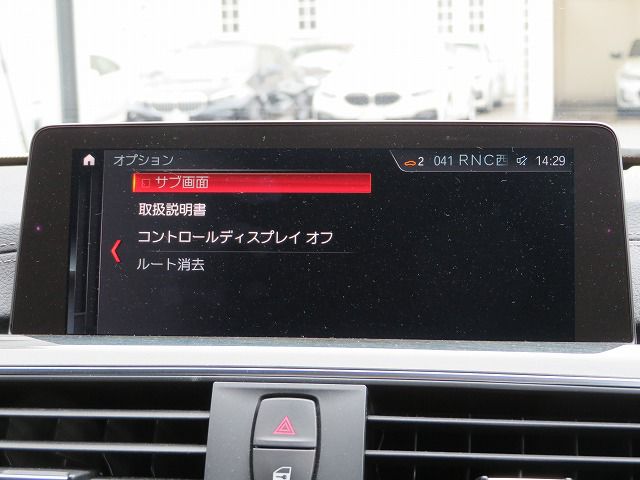 オプション
2 041 RNC西 14:29
サブ画面
取扱説明書
コントロールディスプレイ オフ
ルート消去